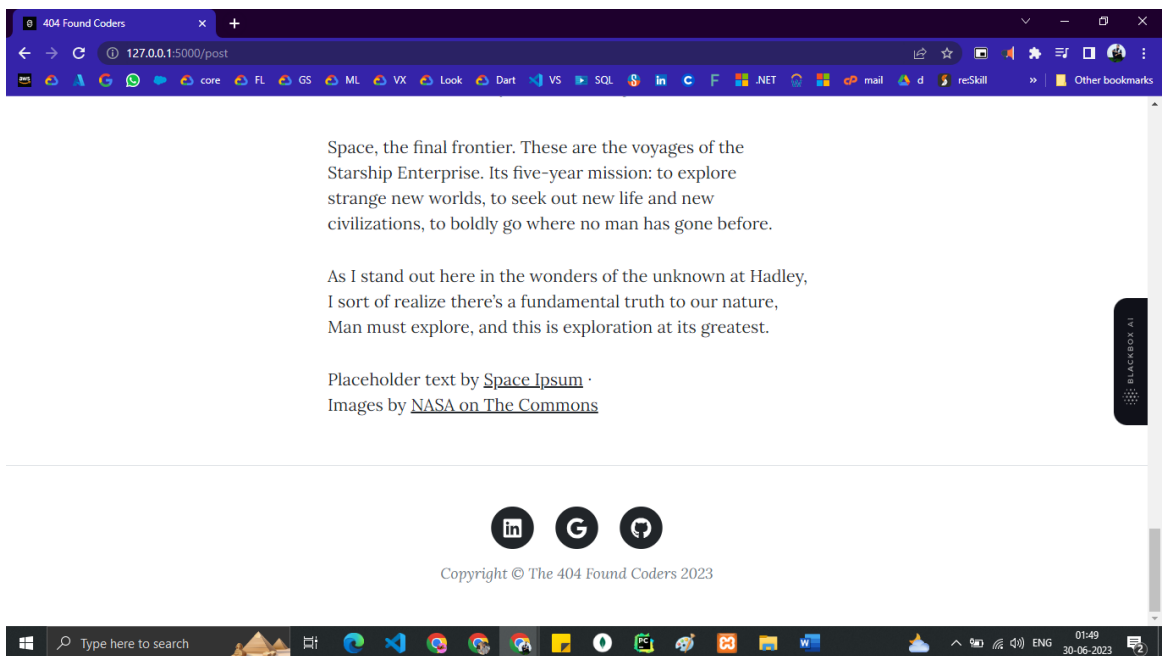 404 Found Coders
127.0.0.1:5000/post
aws
core
FL
GS
ML
VX
Look
Dart
VS
SQL
.NET
cP
mail
d
re:Skill
»
Other bookmarks
Space, the final frontier. These are the voyages of the
Starship Enterprise. Its five-year mission: to explore
strange new worlds, to seek out new life and new
civilizations, to boldly go where no man has gone before.
As I stand out here in the wonders of the unknown at Hadley,
I sort of realize there’s a fundamental truth to our nature,
Man must explore, and this is exploration at its greatest.
Placeholder text by Space Ipsum ·
Images by NASA on The Commons
BLACKBOX AI
in
G
Copyright © The 404 Found Coders 2023
Type here to search
ENG
01:49
30-06-2023
2